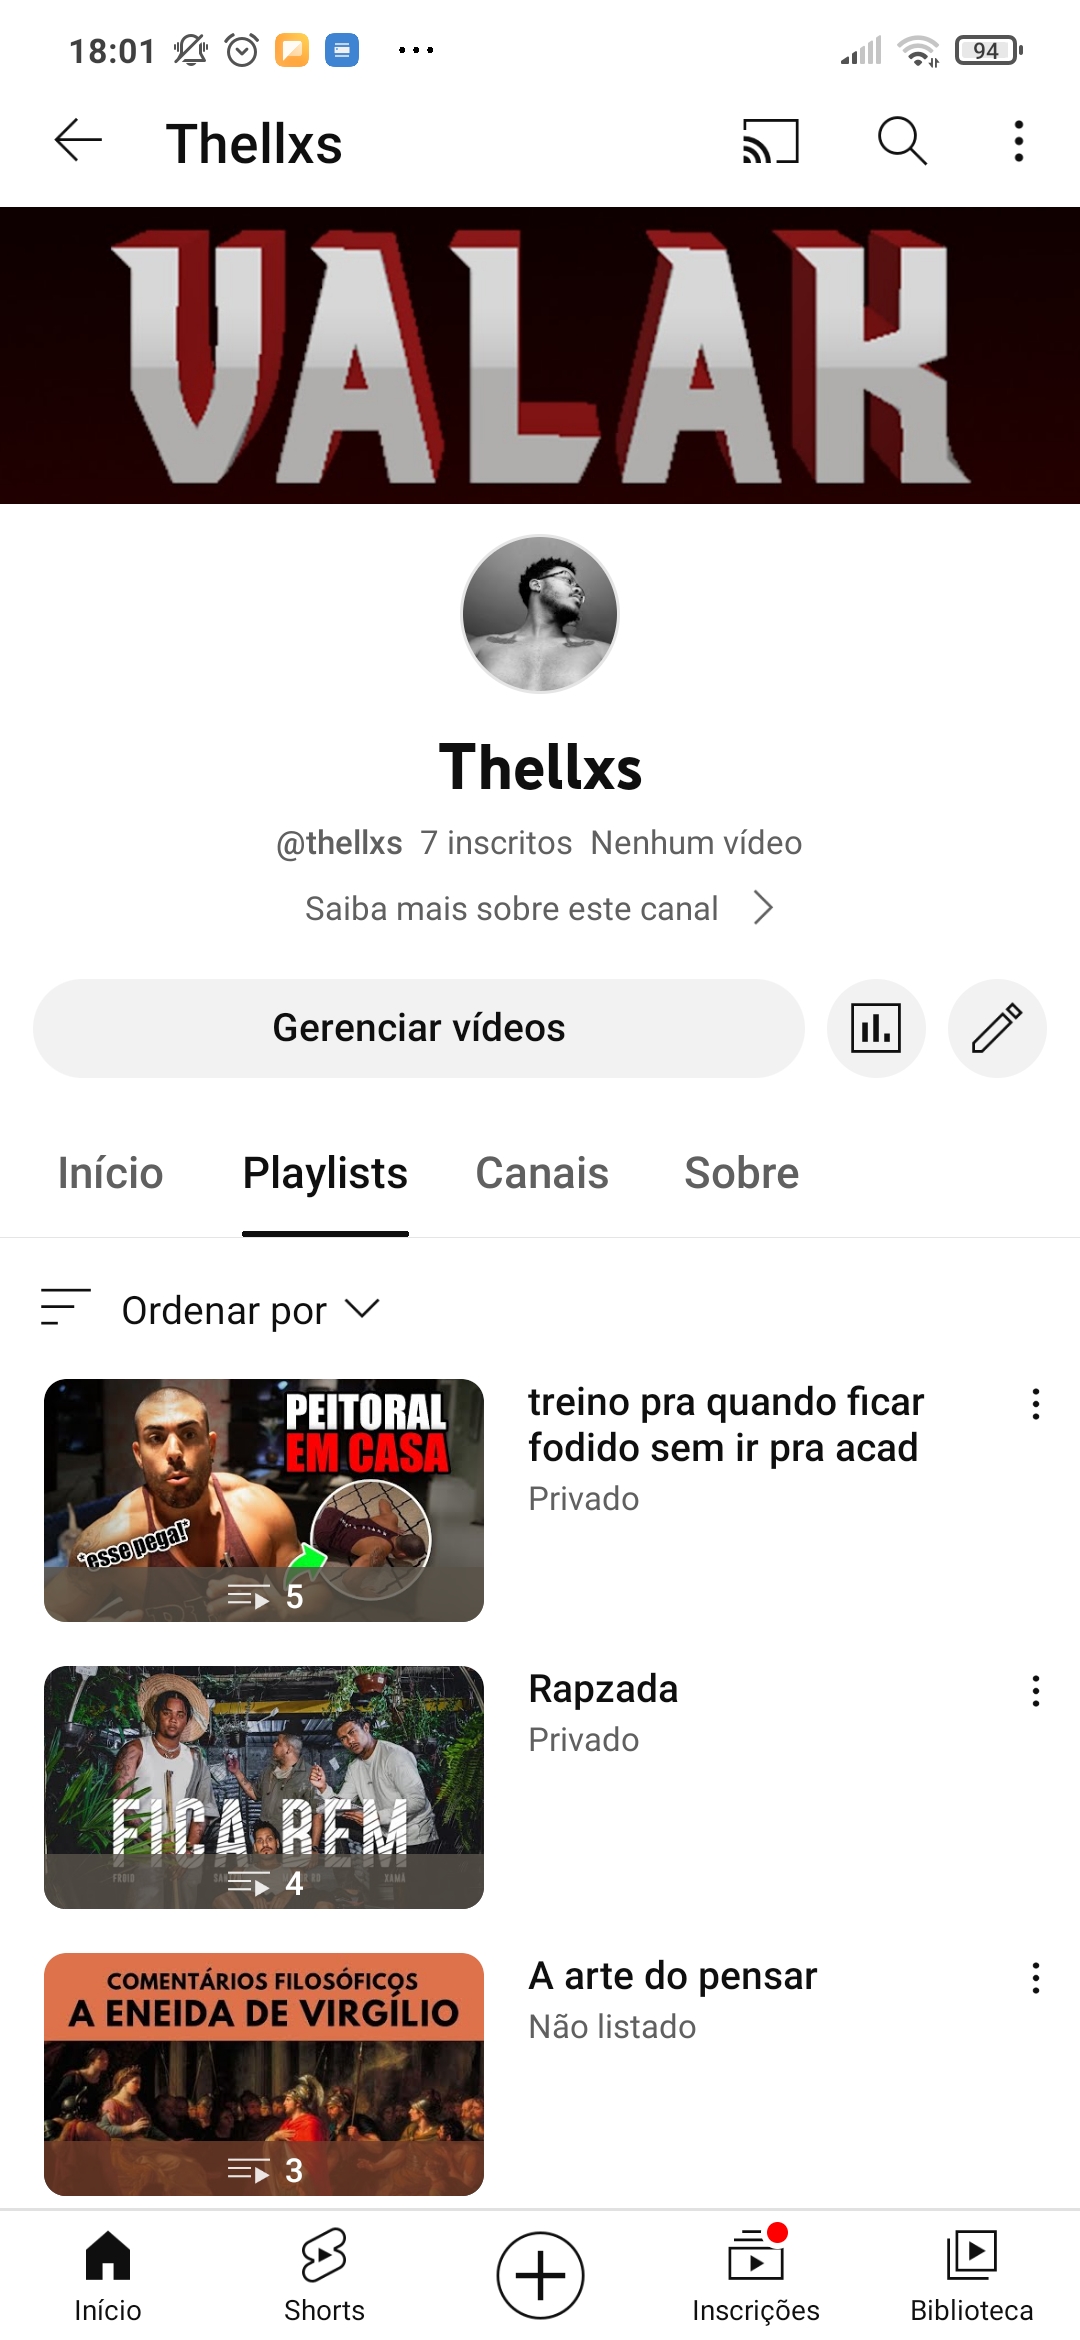 18:01
94
Thellxs
VALAK
Thellxs
@thellxs 7 inscritos Nenhum vídeo
Saiba mais sobre este canal
Gerenciar vídeos
Início Playlists Canais Sobre
Ordenar por
PEITORAL
EM CASA
*esse pega!*
5
treino pra quando ficar
fodido sem ir pra acad
Privado
FICA BEM
FROID
XAMÃ
4
Rapzada
Privado
COMENTÁRIOS FILOSÓFICOS
A ENEIDA DE VIRGÍLIO
3
A arte do pensar
Não listado
Início Shorts Inscrições Biblioteca